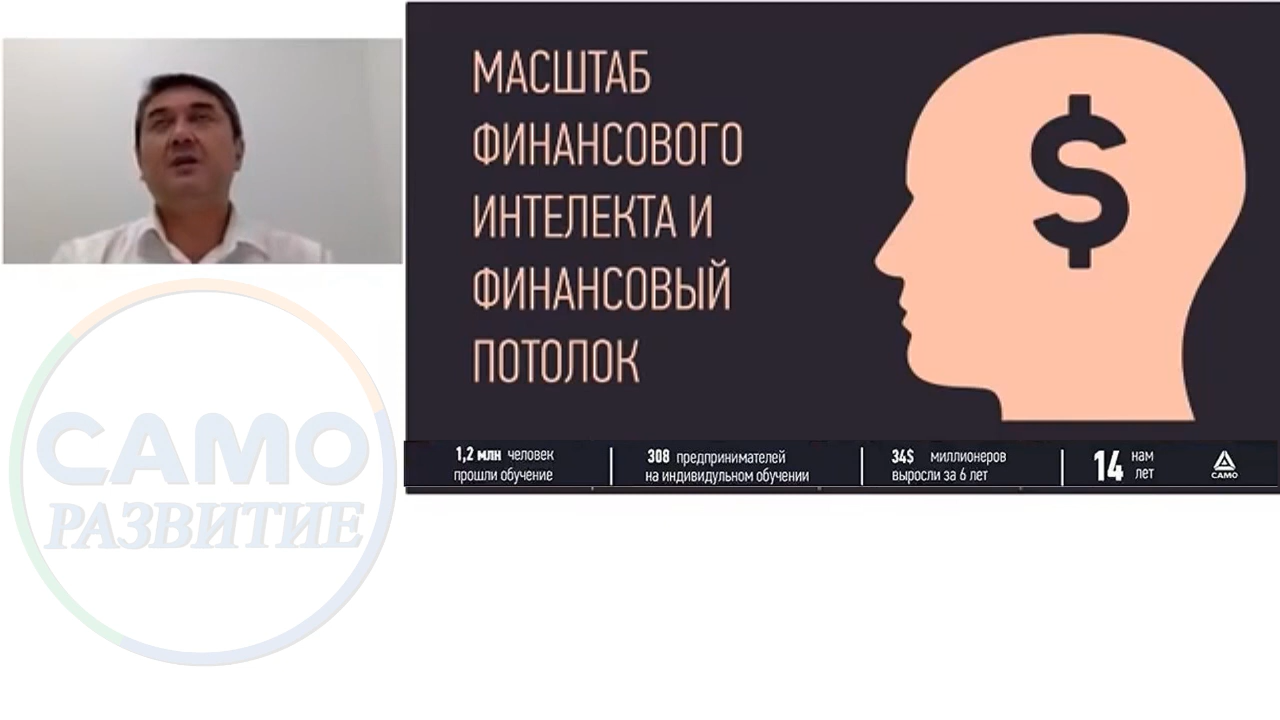 МАСШТАБ
ФИНАНСОВОГО
ИНТЕЛЕКТА И
ФИНАНСОВЫЙ
ПОТОЛОК
$
1,2 млн человек
прошли обучение
308 предпринимателей
на индивидульном обучении
34$ миллионеров
выросли за 6 лет
14 нам
лет
САМО
САМО
РАЗВИТИЕ